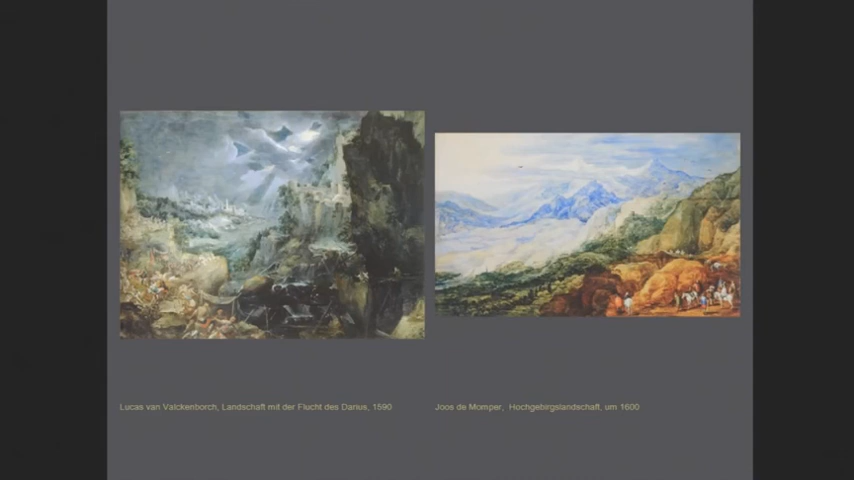 Lucas van Valckenborch, Landschaft mit der Flucht des Darius, 1590
Joos de Momper, Hochgebirgslandschaft, um 1600